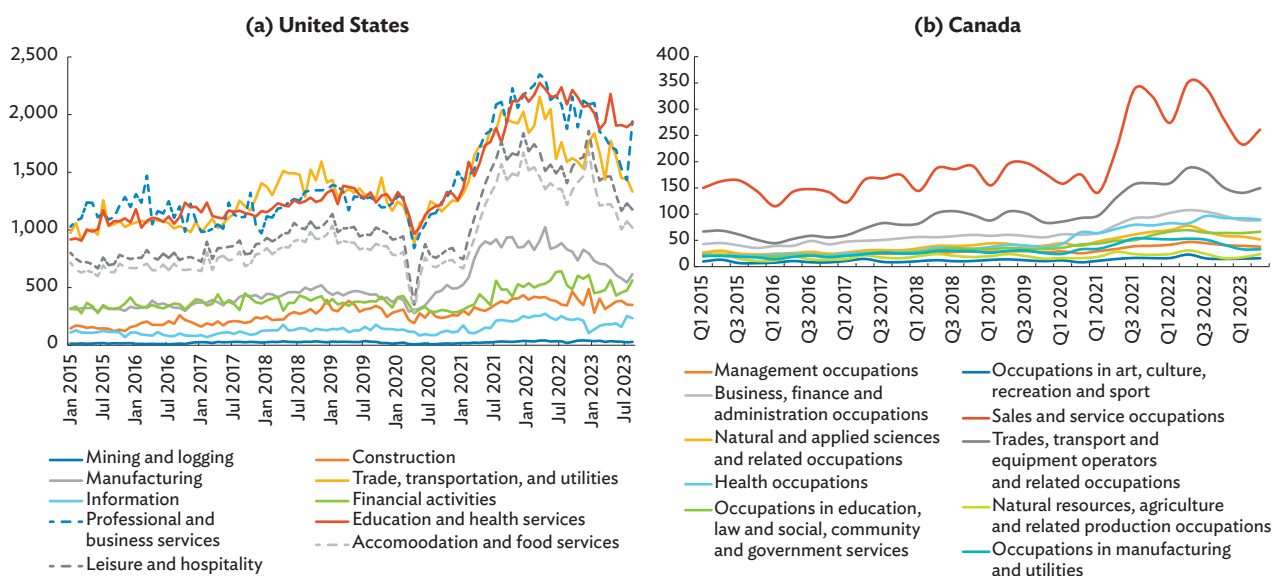 (a) United States
2,500
2,000
1,500
1,000
500
0
Jan 2015
Jul 2015
Jan 2016
Jul 2016
Jan 2017
Jul 2017
Jan 2018
Jul 2018
Jan 2019
Jul 2019
Jan 2020
Jul 2020
Jan 2021
Jul 2021
Jan 2022
Jul 2022
Jan 2023
Jul 2023
Mining and logging
Manufacturing
Information
Professional and
business services
Leisure and hospitality
Construction
Trade, transportation, and utilities
Financial activities
Education and health services
Accomoodation and food services
(b) Canada
400
350
300
250
200
150
100
50
0
Q1 2015
Q3 2015
Q1 2016
Q3 2016
Q1 2017
Q3 2017
Q1 2018
Q3 2018
Q1 2019
Q3 2019
Q1 2020
Q3 2020
Q1 2021
Q3 2021
Q1 2022
Q3 2022
Q1 2023
Management occupations
Business, finance and
administration occupations
Natural and applied sciences
and related occupations
Health occupations
Occupations in education,
law and social, community
and government services
Occupations in art, culture,
recreation and sport
Sales and service occupations
Trades, transport and
equipment operators
and related occupations
Natural resources, agriculture
and related production occupations
Occupations in manufacturing
and utilities